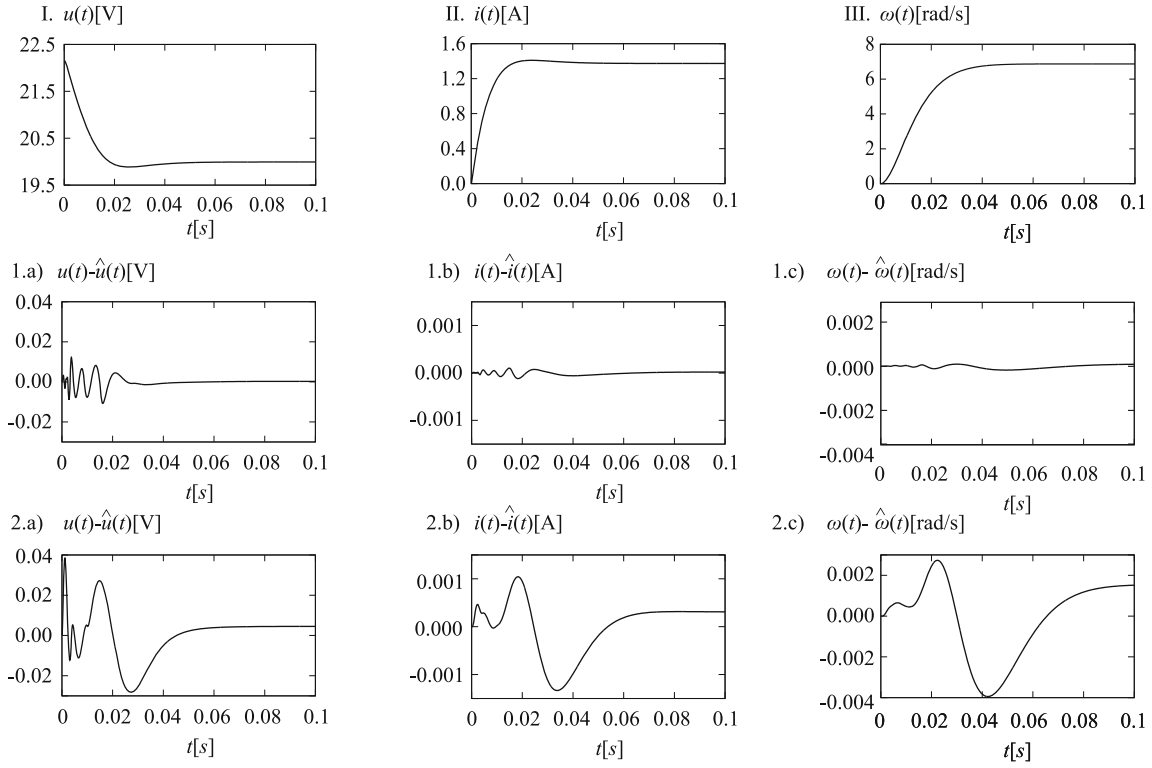 I. u(t)[V]
22.5
21.5
20.5
19.5
0 0.02 0.04 0.06 0.08 0.1
t[s]
II. i(t)[A]
1.6
1.2
0.8
0.4
0.0
0 0.02 0.04 0.06 0.08 0.1
t[s]
III. ω(t)[rad/s]
8
6
4
2
0
0 0.02 0.04 0.06 0.08 0.1
t[s]
1.a) u(t)-û(t)[V]
0.04
0.02
0.00
-0.02
0 0.02 0.04 0.06 0.08 0.1
t[s]
1.b) i(t)-î(t)[A]
0.001
0.000
-0.001
0 0.02 0.04 0.06 0.08 0.1
t[s]
1.c) ω(t)- ω̂(t)[rad/s]
0.002
0.000
-0.002
-0.004
0 0.02 0.04 0.06 0.08 0.1
t[s]
2.a) u(t)-û(t)[V]
0.04
0.02
0.00
-0.02
0 0.02 0.04 0.06 0.08 0.1
t[s]
2.b) i(t)-î(t)[A]
0.001
0.000
-0.001
0 0.02 0.04 0.06 0.08 0.1
t[s]
2.c) ω(t)- ω̂(t)[rad/s]
0.002
0.000
-0.002
-0.004
0 0.02 0.04 0.06 0.08 0.1
t[s]